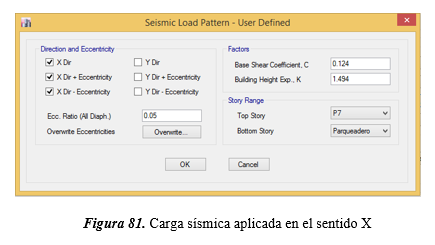 Seismic Load Pattern - User Defined
Direction and Eccentricity
X Dir
Y Dir
X Dir + Eccentricity
Y Dir + Eccentricity
X Dir - Eccentricity
Y Dir - Eccentricity
Ecc. Ratio (All Diaph.)
0.05
Overwrite Eccentricities
Overwrite...
Factors
Base Shear Coefficient, C
0.124
Building Height Exp., K
1.494
Story Range
Top Story
P7
Bottom Story
Parqueadero
OK
Cancel
Figura 81. Carga sísmica aplicada en el sentido X